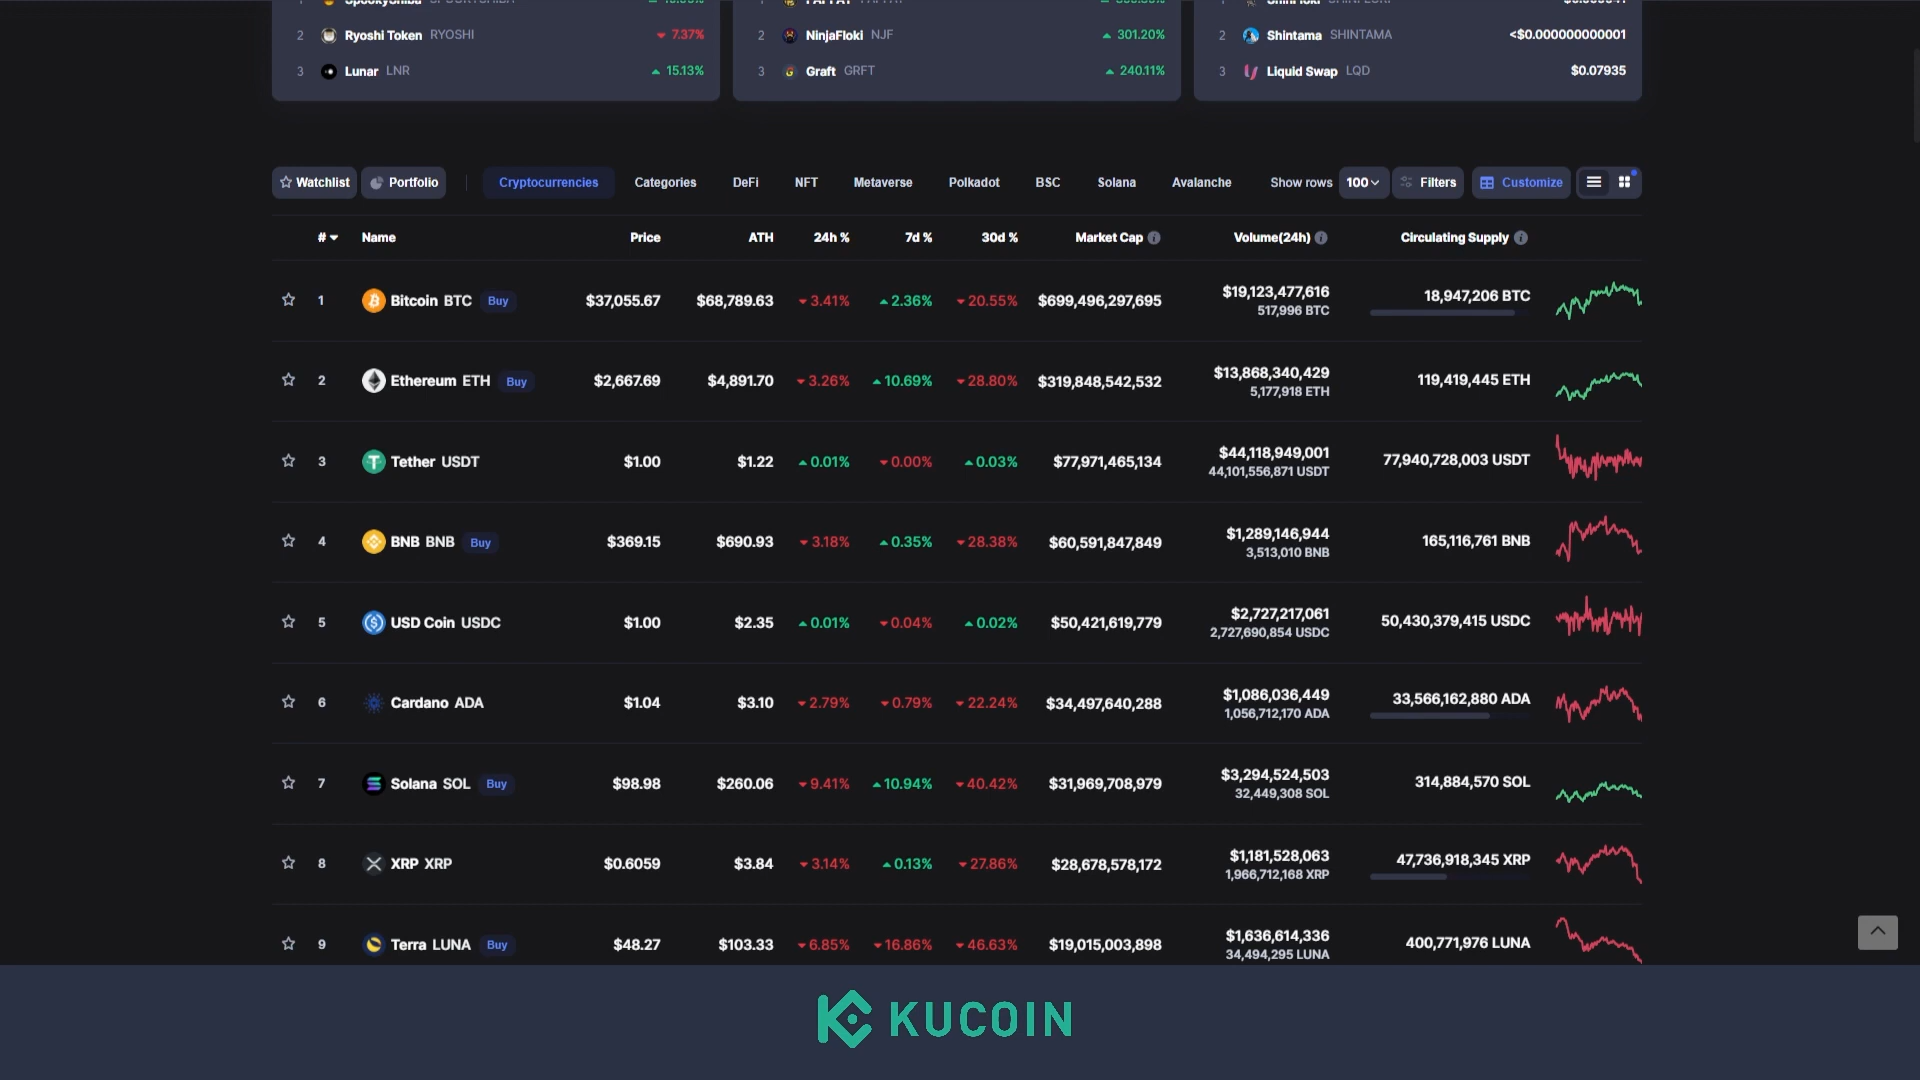 2 Ryoshi Token RYOSHI 7.37%
3 Lunar LNR 15.13%
2 NinjaFloki NJF 301.20%
3 Graft GRFT 240.11%
2 Shintama SHINTAMA <$0.000000000001
3 Liquid Swap LQD $0.07935
Watchlist Portfolio Cryptocurrencies Categories DeFi NFT Metaverse Polkadot BSC Solana Avalanche Show rows 100 Filters Customize
# Name Price ATH 24h % 7d % 30d % Market Cap Volume(24h) Circulating Supply
1 Bitcoin BTC Buy $37,055.67 $68,789.63 3.41% 2.36% 20.55% $699,496,297,695 $19,123,477,616 18,947,206 BTC
517,996 BTC
2 Ethereum ETH Buy $2,667.69 $4,891.70 3.26% 10.69% 28.80% $319,848,542,532 $13,868,340,429 119,419,445 ETH
5,177,918 ETH
3 Tether USDT $1.00 $1.22 0.01% 0.00% 0.03% $77,971,465,134 $44,118,949,001 77,940,728,003 USDT
44,101,556,871 USDT
4 BNB BNB Buy $369.15 $690.93 3.18% 0.35% 28.38% $60,591,847,849 $1,289,146,944 165,116,761 BNB
3,513,010 BNB
5 USD Coin USDC $1.00 $2.35 0.01% 0.04% 0.02% $50,421,619,779 $2,727,217,061 50,430,379,415 USDC
2,727,690,854 USDC
6 Cardano ADA $1.04 $3.10 2.79% 0.79% 22.24% $34,497,640,288 $1,086,036,449 33,566,162,880 ADA
1,056,712,170 ADA
7 Solana SOL Buy $98.98 $260.06 9.41% 10.94% 40.42% $31,969,708,979 $3,294,524,503 314,884,570 SOL
32,449,308 SOL
8 XRP XRP $0.6059 $3.84 3.14% 0.13% 27.86% $28,678,578,172 $1,181,528,063 47,736,918,345 XRP
1,966,712,168 XRP
9 Terra LUNA Buy $48.27 $103.33 6.85% 16.86% 46.63% $19,015,003,898 $1,636,614,336 400,771,976 LUNA
34,494,295 LUNA
KUCOIN